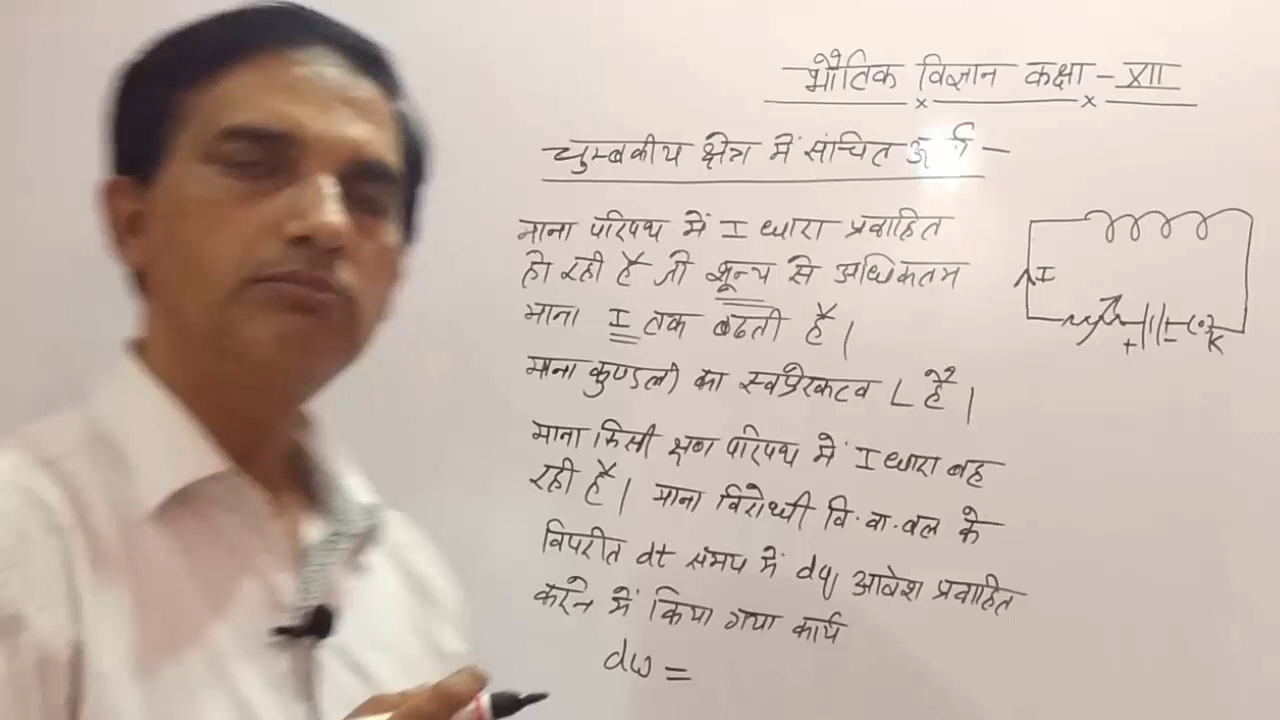 भौतिक विज्ञान कक्षा - XII
चुम्बकीय क्षेत्र में संचित ऊर्जा -
माना परिपथ में I धारा प्रवाहित
हो रही है जो शून्य से अधिकतम
माना I तक बढती है।
माना कुण्डली का स्वप्रेरकत्व L है।
माना किसी क्षण परिपथ में I धारा बह
रही है। माना विरोधी वि.वा.बल के
विपरीत dt समय में dq आवेश प्रवाहित
करने में किया गया कार्य
dw =
I
+ -
K